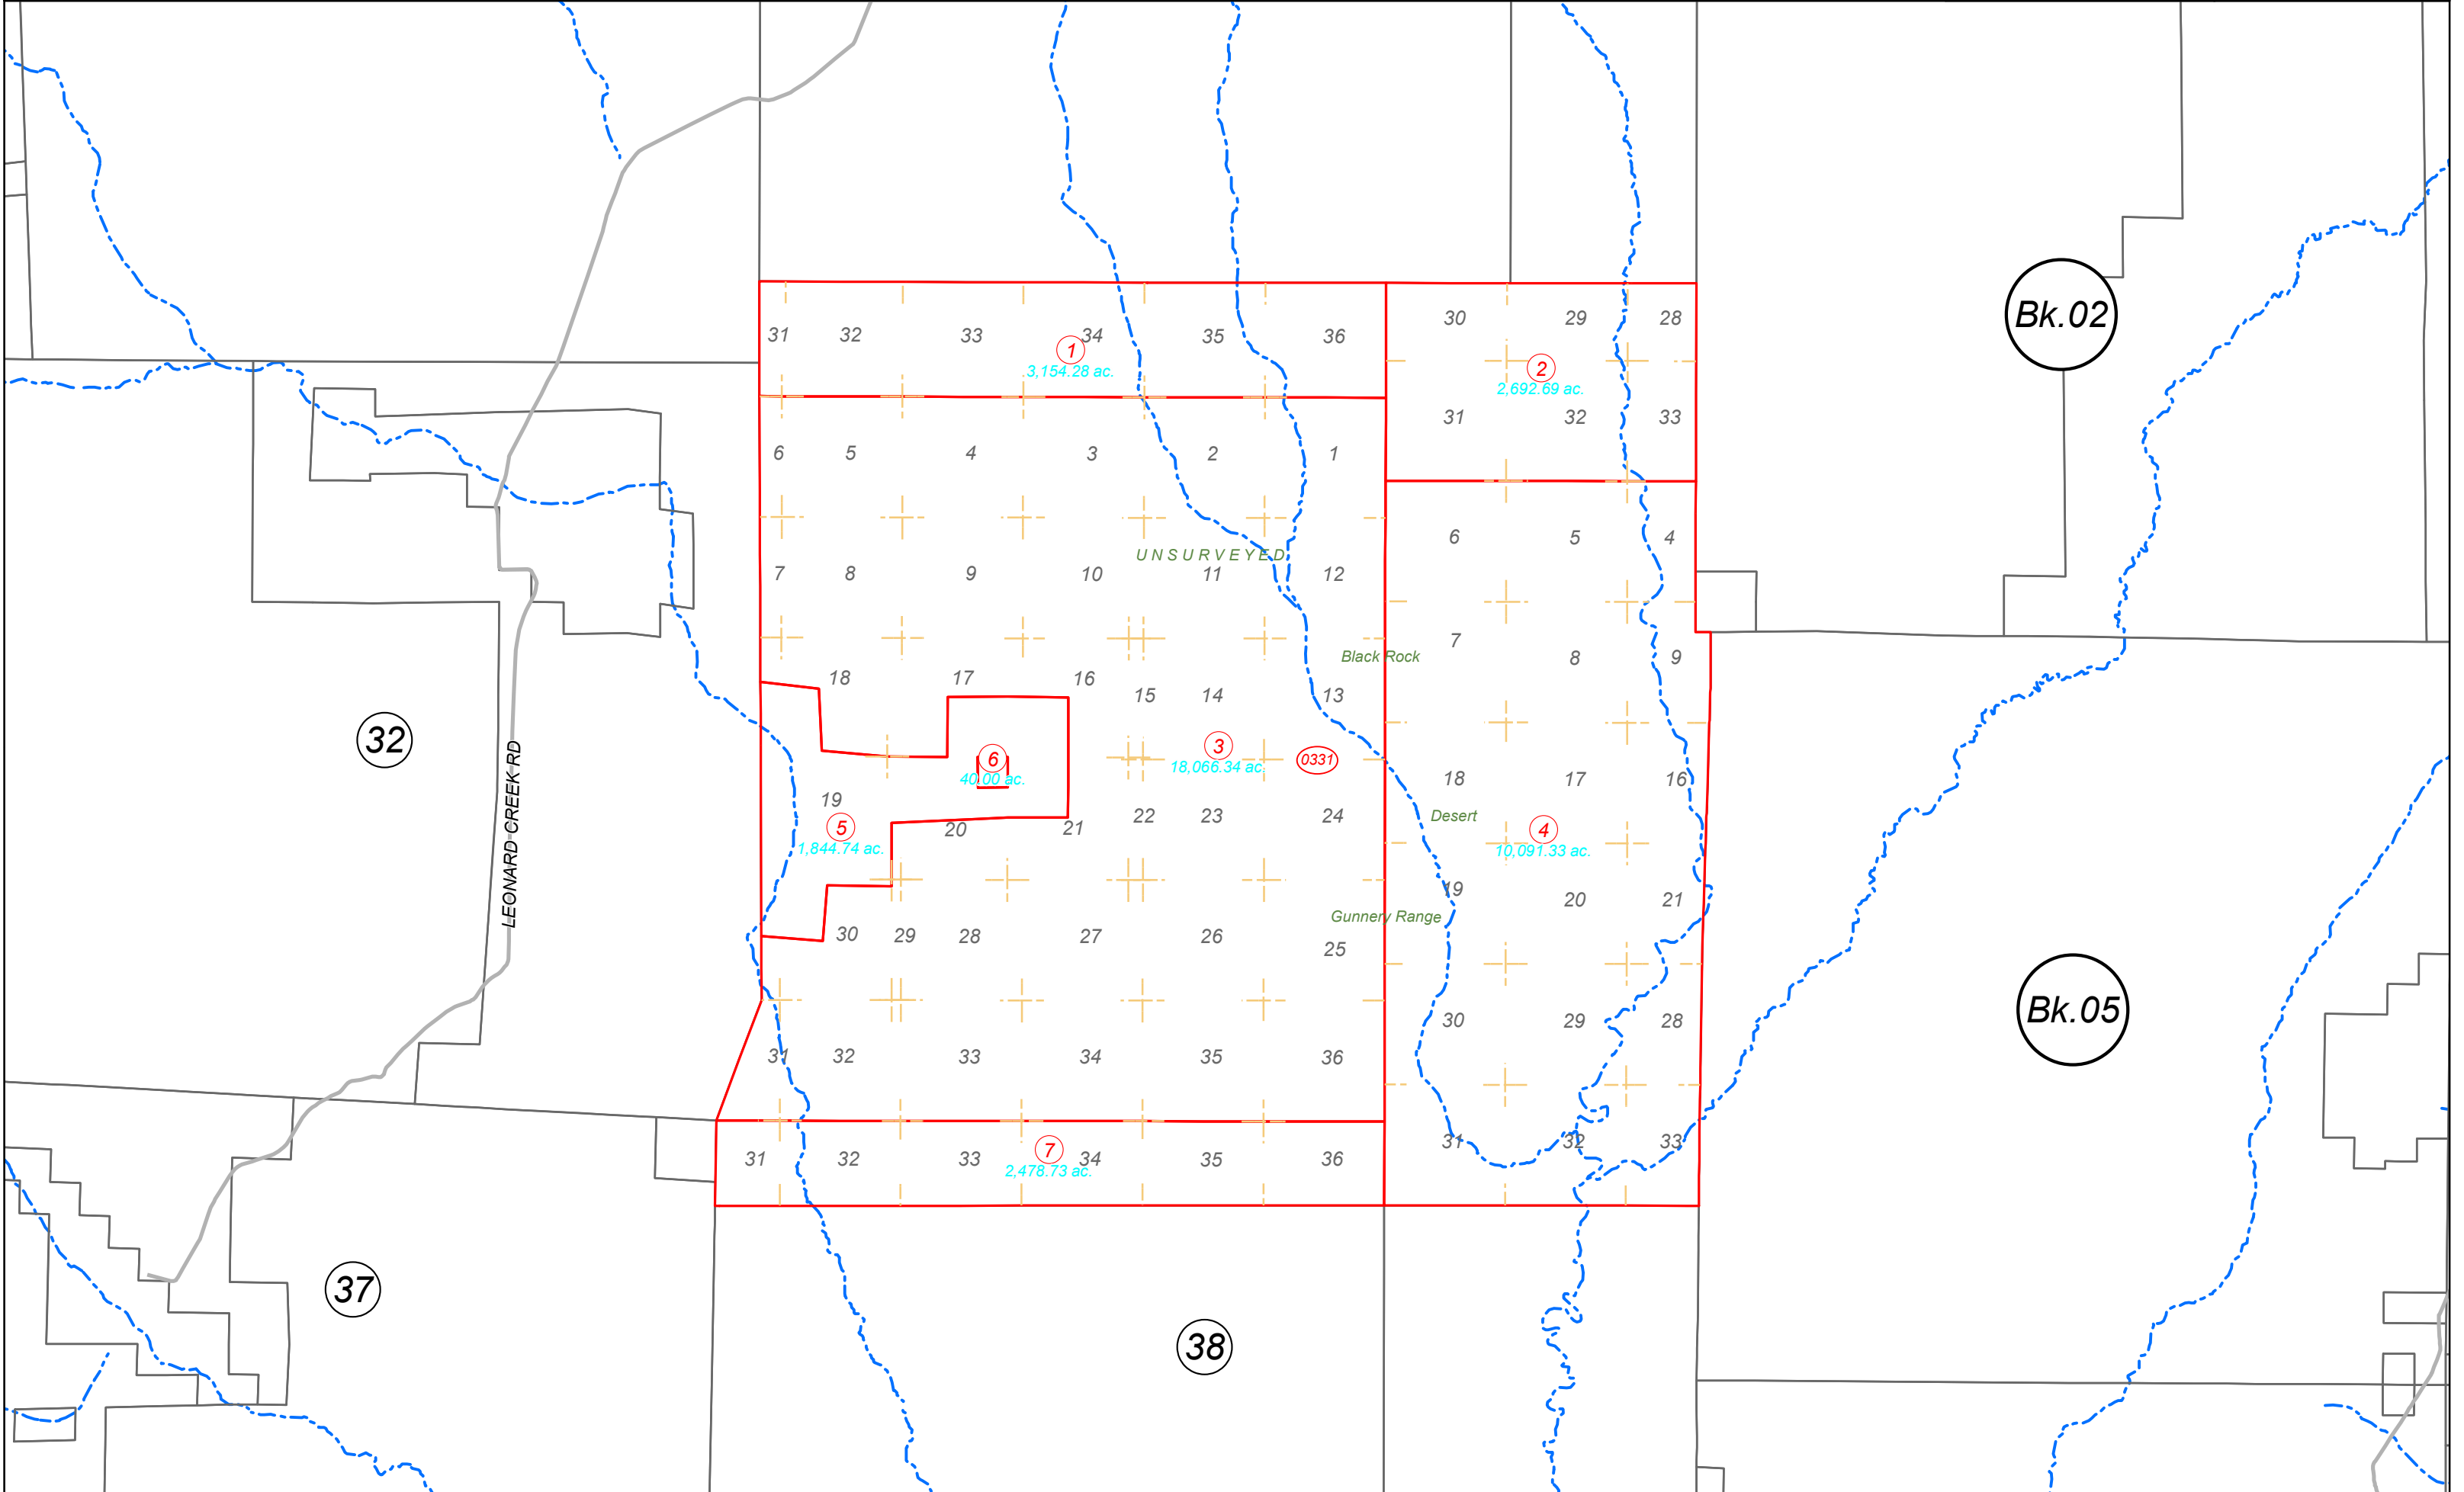 30 29 28
Bk.02
31 32 33 34 35 36
1
3,154.28 ac.
2
2,692.69 ac.
31 32 33
6 5 4 3 2 1
6 5 4
UNSURVEYED
7 8 9 10 11 12
7 8 9
Black Rock
18 17 16
15 14 13
32
LEONARD CREEK RD
6
40.00 ac.
3
18,066.34 ac.
0331
18 17 16
19
5
1,844.74 ac.
20 21 22 23 24
Desert
4
10,091.33 ac.
19 20 21
Gunnery Range
30 29 28 27 26 25
30 29 28
Bk.05
31 32 33 34 35 36
31 32 33
7
2,478.73 ac.
31 32 33 34 35 36
37
38